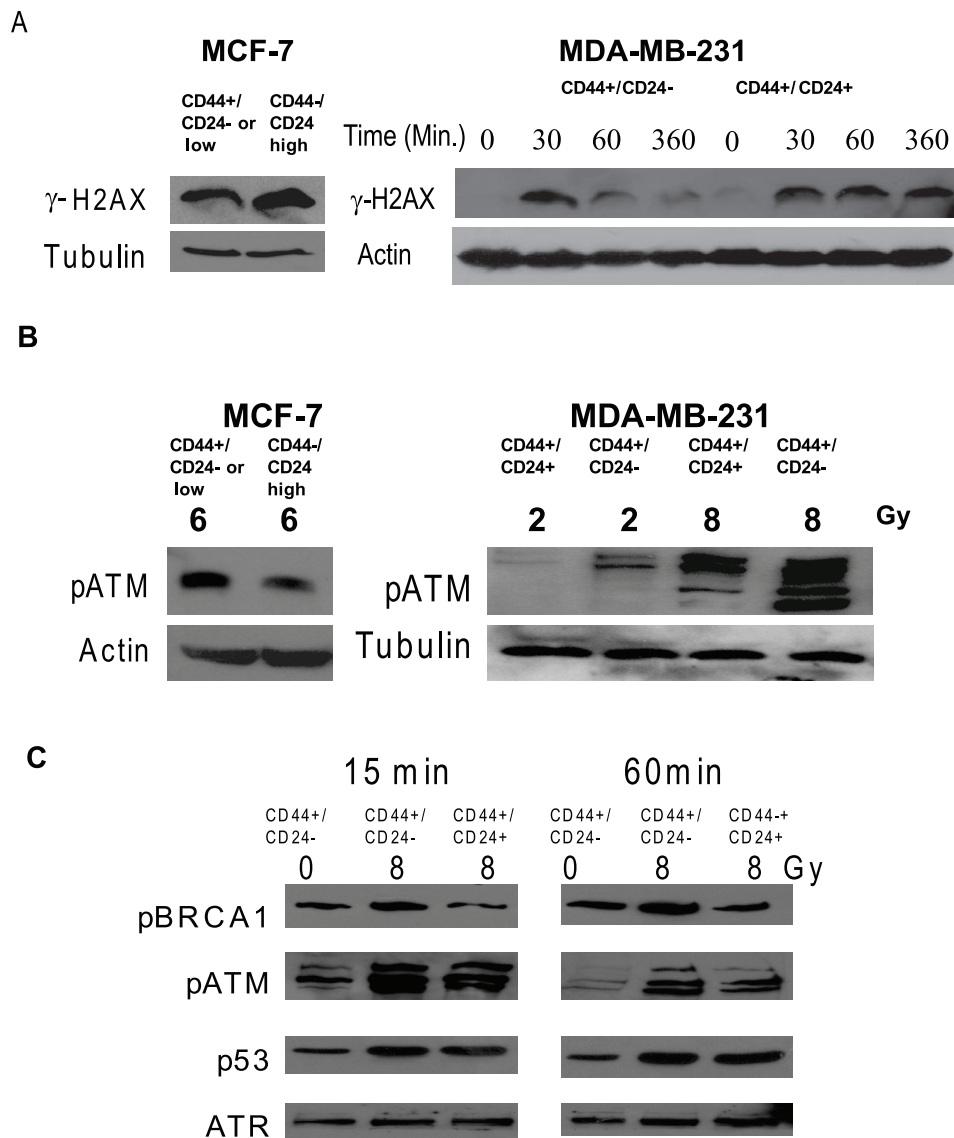 A
MCF-7
MDA-MB-231
CD44+/
CD24- or
low
CD44-/
CD24
high
CD44+/CD24-
CD44+/CD24+
Time (Min.) 0 30 60 360 0 30 60 360
γ-H2AX
γ-H2AX
Tubulin
Actin
B
MCF-7
MDA-MB-231
CD44+/
CD24- or
low
CD44-/
CD24
high
CD44+/
CD24+
CD44+/
CD24-
CD44+/
CD24+
CD44+/
CD24-
6 6
2 2 8 8 Gy
pATM
pATM
Actin
Tubulin
C
15 min
60min
CD44+/
CD24-
CD44+/
CD24-
CD44+/
CD24+
CD44+/
CD24-
CD44+/
CD24-
CD44-+
CD24+
0 8 8
0 8 8 Gy
pBRCA1
pATM
p53
ATR